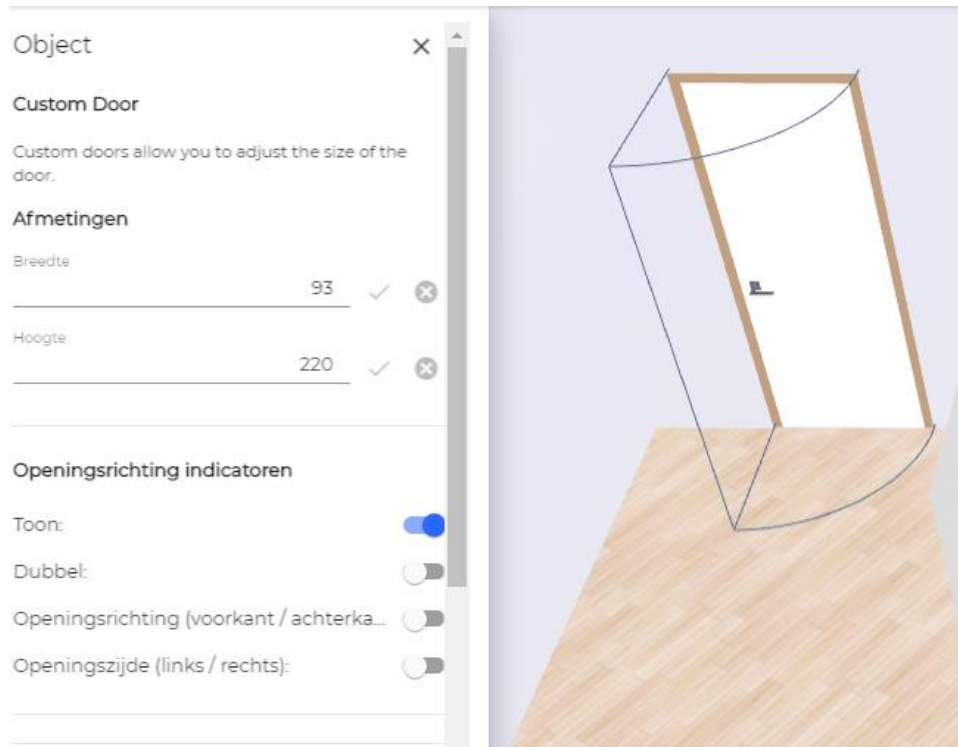 Object
Custom Door
Custom doors allow you to adjust the size of the
door.
Afmetingen
Breedte
93
Hoogte
220
Openingsrichting indicatoren
Toon:
Dubbel:
Openingsrichting (voorkant / achterka...
Openingszijde (links / rechts):